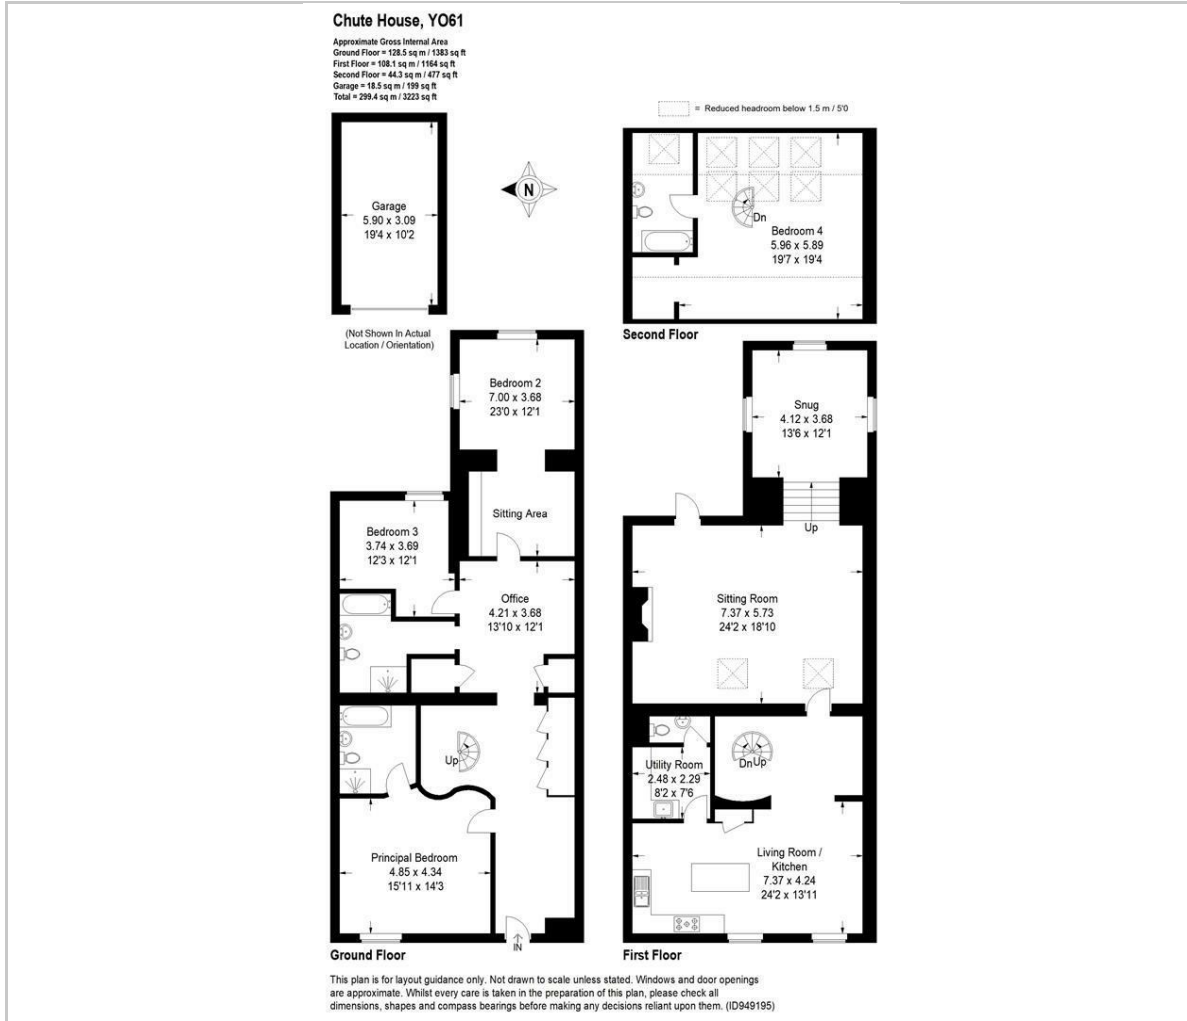 Chute House, YO61
Approximate Gross Internal Area
Ground Floor = 128.5 sq m / 1383 sq ft
First Floor = 108.1 sq m / 1164 sq ft
Second Floor = 44.3 sq m / 477 sq ft
Garage = 18.5 sq m / 199 sq ft
Total = 299.4 sq m / 3223 sq ft
= Reduced headroom below 1.5 m / 5'0
Garage
5.90 x 3.09
19'4 x 10'2
(Not Shown In Actual
Location / Orientation)
N
Dn
Bedroom 4
5.96 x 5.89
19'7 x 19'4
Second Floor
Bedroom 2
7.00 x 3.68
23'0 x 12'1
Sitting Area
Bedroom 3
3.74 x 3.69
12'3 x 12'1
Office
4.21 x 3.68
13'10 x 12'1
Up
Principal Bedroom
4.85 x 4.34
15'11 x 14'3
IN
Ground Floor
Snug
4.12 x 3.68
13'6 x 12'1
Up
Sitting Room
7.37 x 5.73
24'2 x 18'10
Utility Room
2.48 x 2.29
8'2 x 7'6
Dn
Up
Living Room /
Kitchen
7.37 x 4.24
24'2 x 13'11
First Floor
This plan is for layout guidance only. Not drawn to scale unless stated. Windows and door openings
are approximate. Whilst every care is taken in the preparation of this plan, please check all
dimensions, shapes and compass bearings before making any decisions reliant upon them. (ID949195)